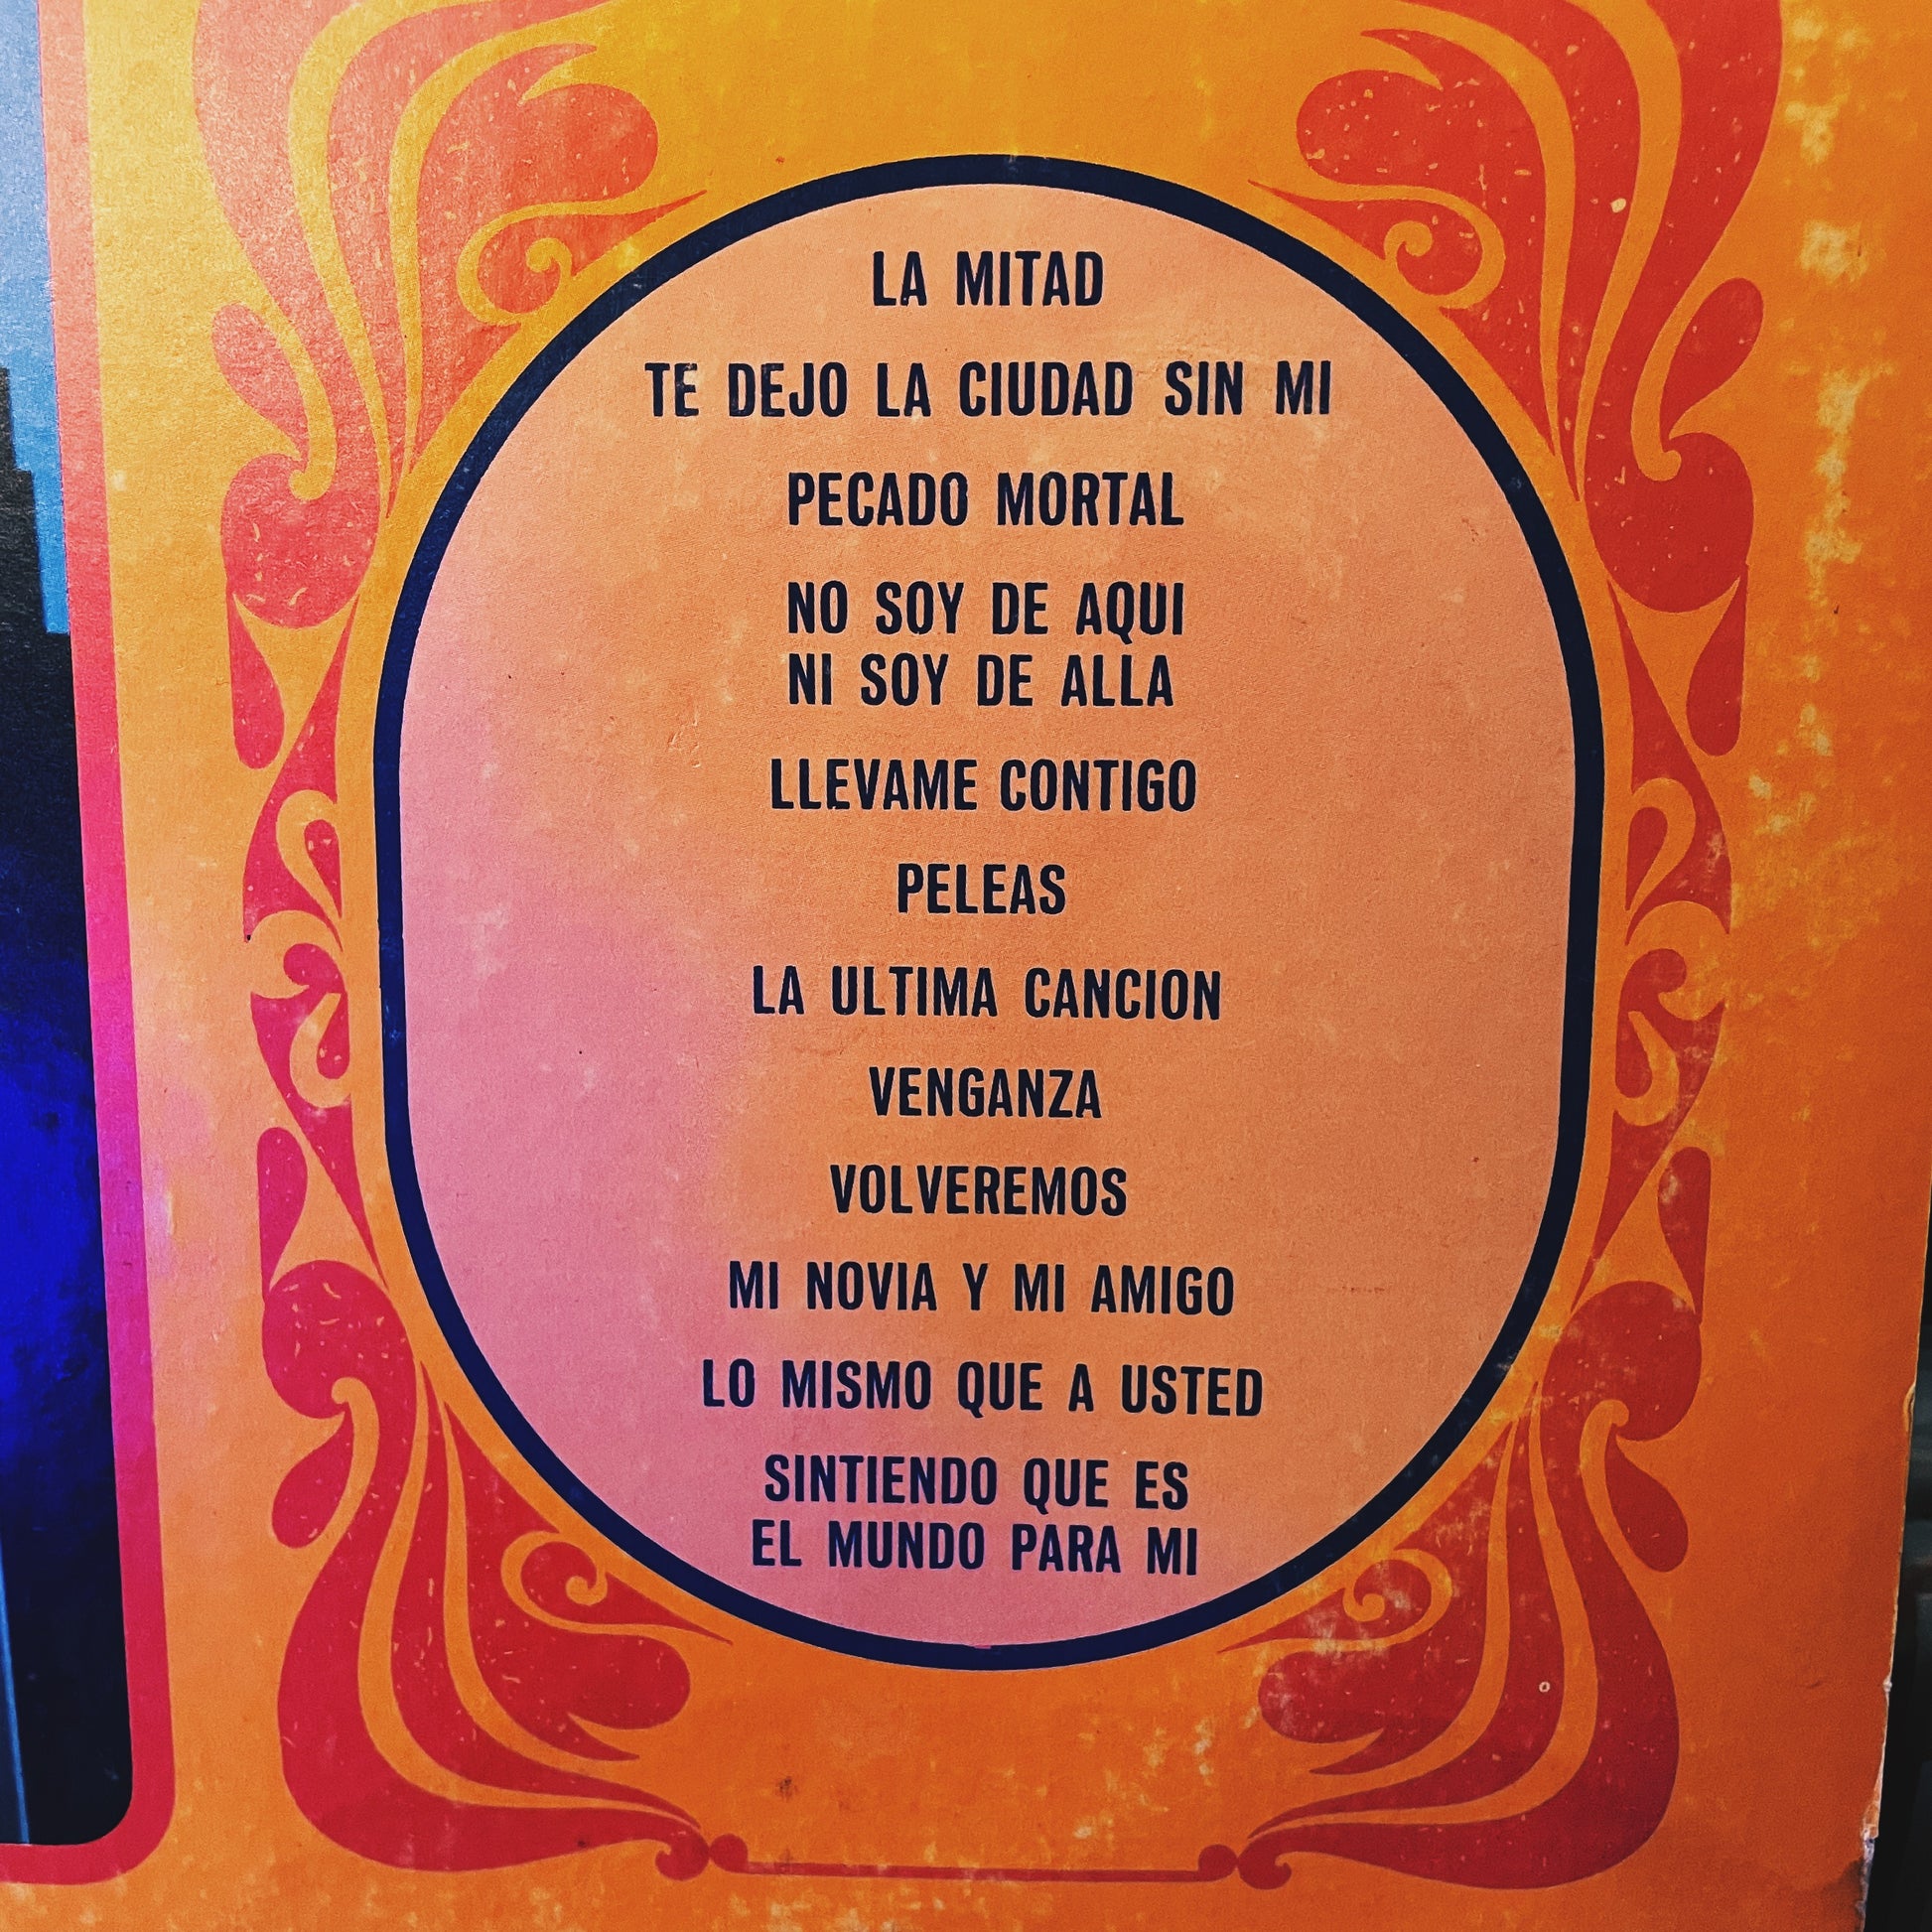 LA MITAD
TE DEJO LA CIUDAD SIN MI
PECADO MORTAL
NO SOY DE AQUI
NI SOY DE ALLA
LLEVAME CONTIGO
PELEAS
LA ULTIMA CANCION
VENGANZA
VOLVEREMOS
MI NOVIA Y MI AMIGO
LO MISMO QUE A USTED
SINTIENDO QUE ES
EL MUNDO PARA MI